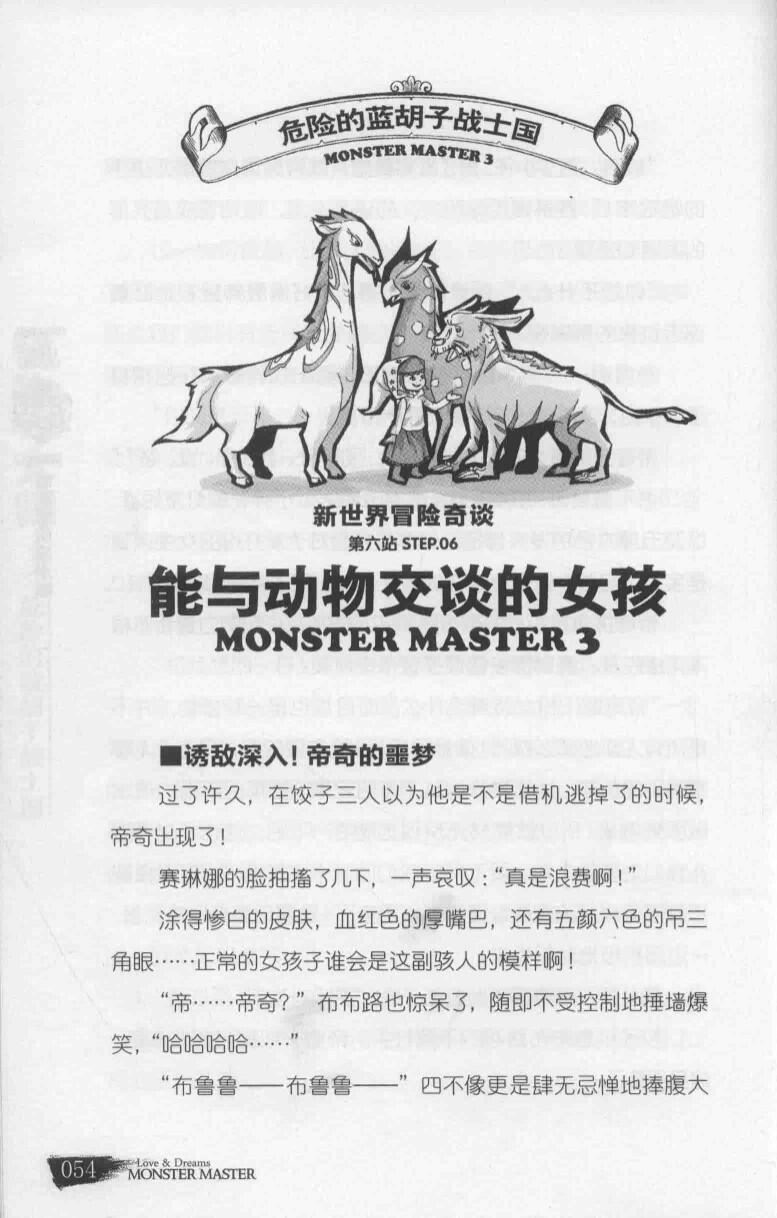 危险的蓝胡子战士国
MONSTER MASTER 3
新世界冒险奇谈
第六站 STEP.06
能与动物交谈的女孩
MONSTER MASTER 3
■诱敌深入！帝奇的噩梦
过了许久，在饺子三人以为他是不是借机逃掉了的时候，
帝奇出现了！
赛琳娜的脸抽搐了几下，一声哀叹：“真是浪费啊！”
涂得惨白的皮肤，血红色的厚嘴巴，还有五颜六色的吊三
角眼……正常的女孩子谁会是这副骇人的模样啊！
“帝……帝奇？”布布路也惊呆了，随即不受控制地捶墙爆
笑，“哈哈哈哈……”
“布鲁鲁——布鲁鲁——”四不像更是肆无忌惮地捧腹大
054
Love & Dreams
MONSTER MASTER